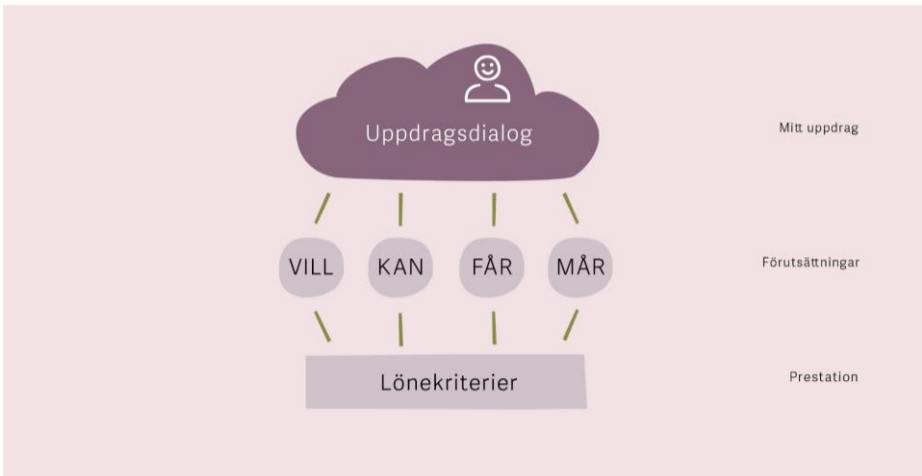 Uppdragsdialog
Mitt uppdrag
VILL KAN FÅR MÅR
Förutsättningar
Lönekriterier
Prestation